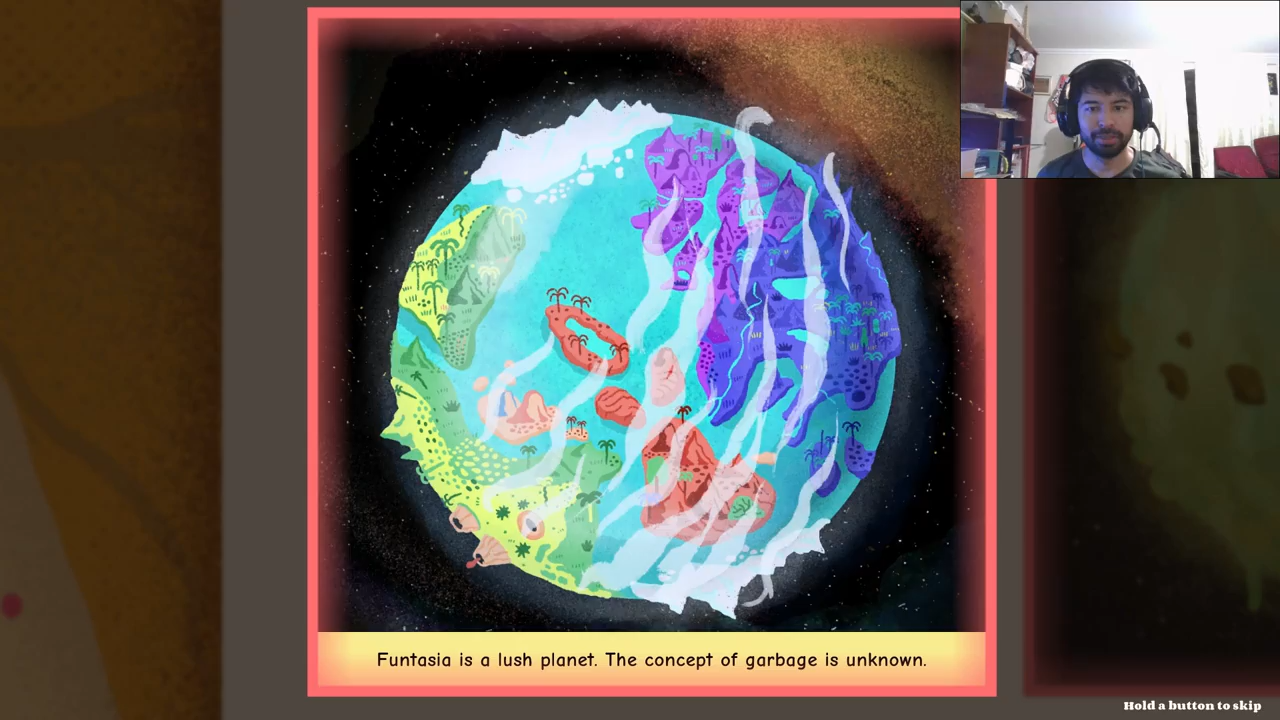 Funtasia is a lush planet. The concept of garbage is unknown.
Hold a button to skip